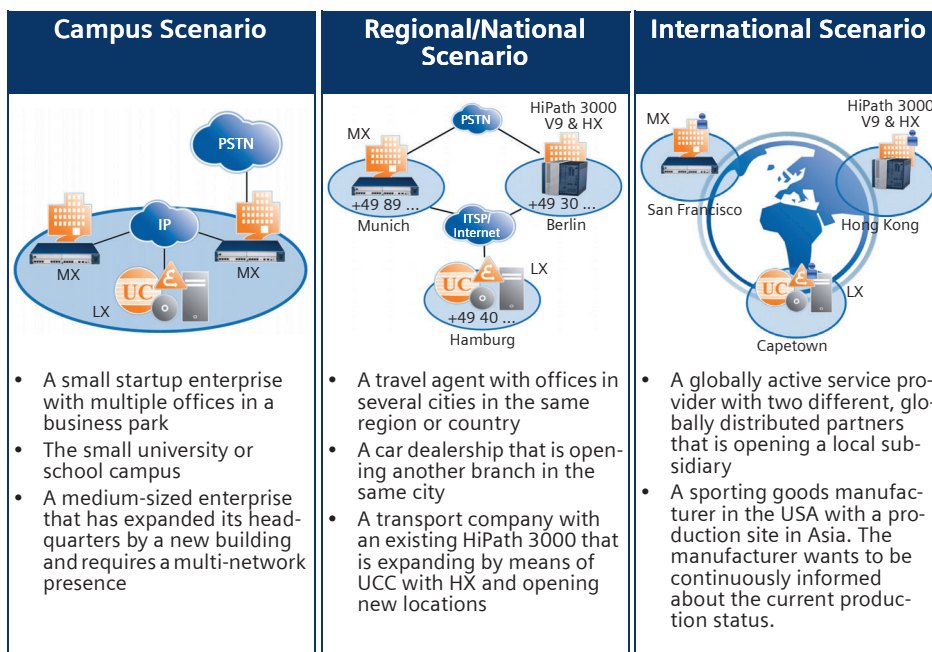 Campus Scenario
PSTN
IP
MX
MX
UC
LX
• A small startup enterprise
with multiple offices in a
business park
• The small university or
school campus
• A medium-sized enterprise
that has expanded its head-
quarters by a new building
and requires a multi-network
presence
Regional/National
Scenario
HiPath 3000
V9 & HX
PSTN
MX
+49 89 ...
Munich
ITSP/
Internet
+49 30 ...
Berlin
LX
UC
+49 40 ...
Hamburg
• A travel agent with offices in
several cities in the same
region or country
• A car dealership that is open-
ing another branch in the
same city
• A transport company with
an existing HiPath 3000 that
is expanding by means of
UCC with HX and opening
new locations
International Scenario
HiPath 3000
V9 & HX
MX
San Francisco
Hong Kong
UC
LX
Capetown
• A globally active service pro-
vider with two different, glo-
bally distributed partners
that is opening a local sub-
sidiary
• A sporting goods manufac-
turer in the USA with a pro-
duction site in Asia. The
manufacturer wants to be
continuously informed
about the current produc-
tion status.